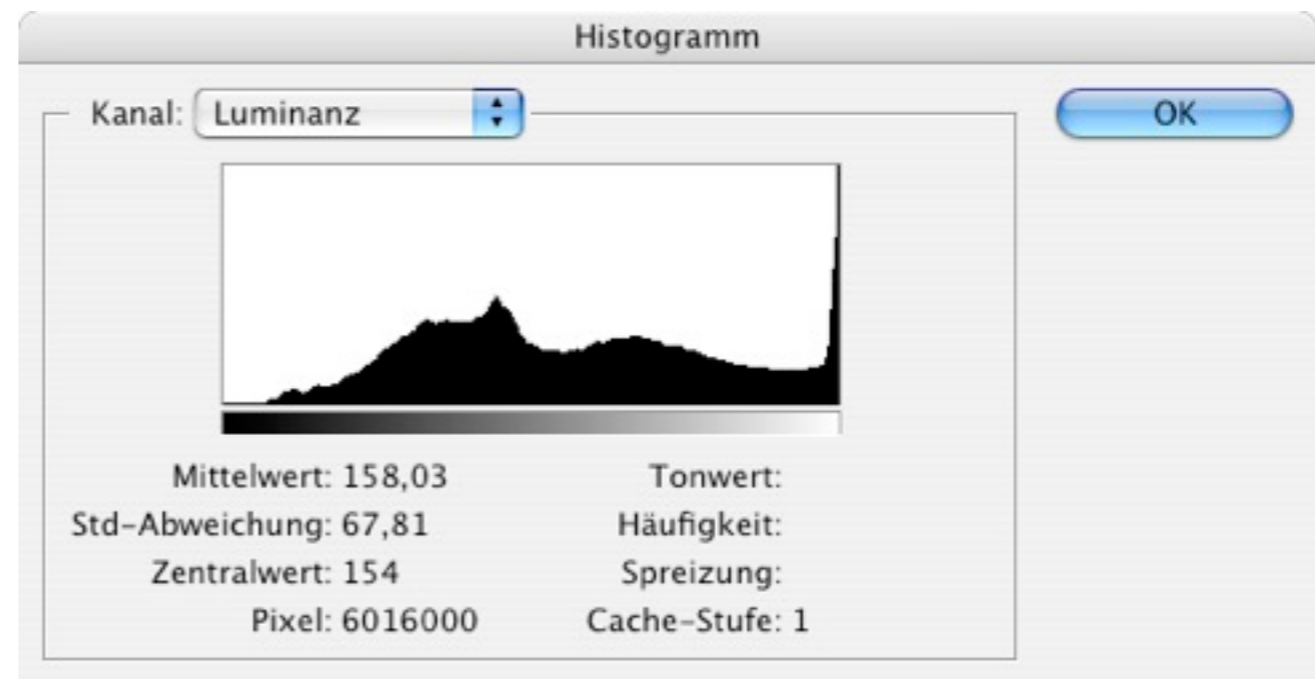 Histogramm
Kanal: Luminanz
OK
Mittelwert: 158,03
Std-Abweichung: 67,81
Zentralwert: 154
Pixel: 6016000
Tonwert:
Häufigkeit:
Spreizung:
Cache-Stufe: 1